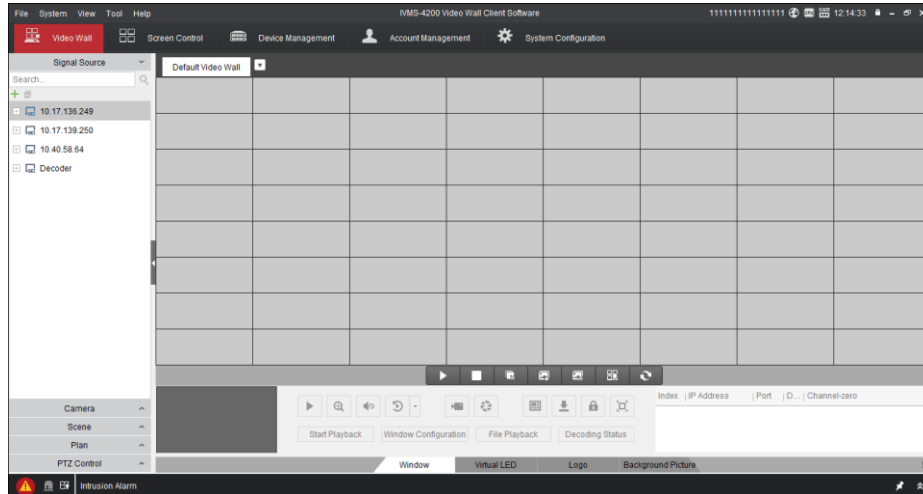 File System View Tool Help iVMS-4200 Video Wall Client Software 1111111111111111 12:14:33
Video Wall Screen Control Device Management Account Management System Configuration
Signal Source
Default Video Wall
Search...
10.17.136.249
10.17.139.250
10.40.58.64
Decoder
Index IP Address Port D... Channel-zero
Camera
Scene
Start Playback Window Configuration File Playback Decoding Status
Plan
PTZ Control
Window Virtual LED Logo Background Picture
Intrusion Alarm